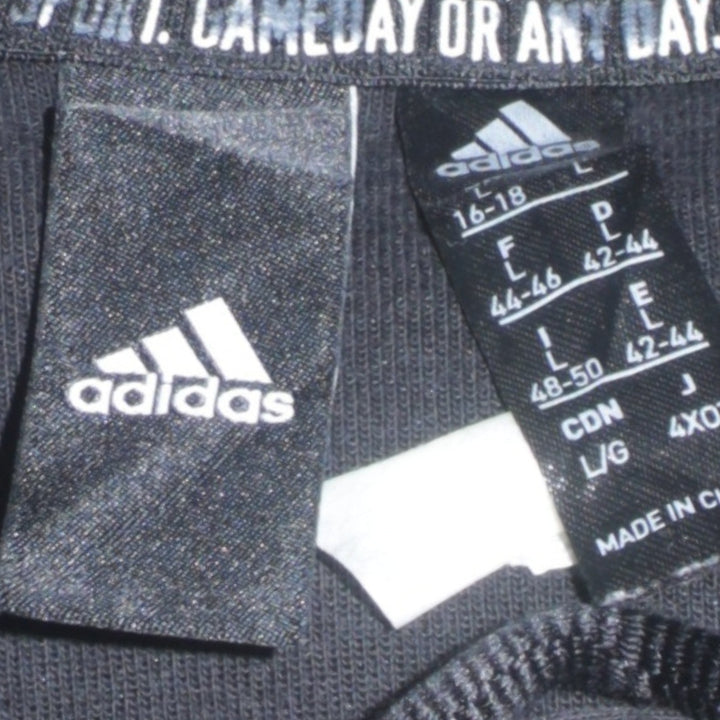 SPORT. GAMEDAY OR ANY DAY.
adidas
adidas
L L
16-18
F D
L L
44-46 42-44
I E
L L
48-50 42-44
CDN J
L/G
MADE IN